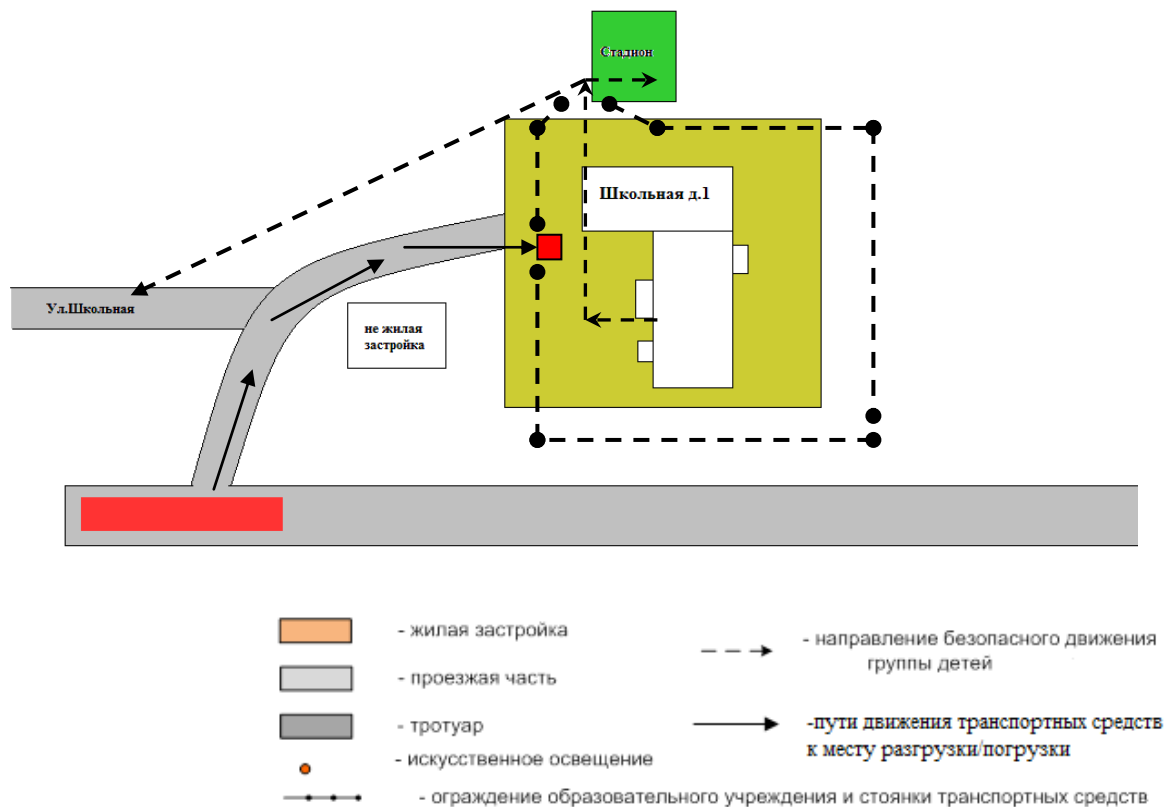 Стадион
Школьная д.1
Ул.Школьная
не жилая
застройка
- жилая застройка
- проезжая часть
- тротуар
- искусственное освещение
- ограждение образовательного учреждения и стоянки транспортных средств
- направление безопасного движения
группы детей
-пути движения транспортных средств
к месту разгрузки/погрузки